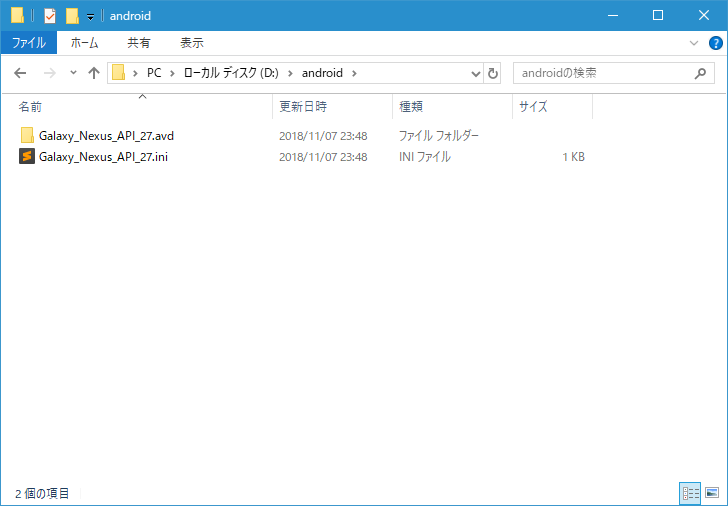 android
ファイル ホーム 共有 表示
PC ローカル ディスク (D:) android androidの検索
名前 更新日時 種類 サイズ
Galaxy_Nexus_API_27.avd 2018/11/07 23:48 ファイル フォルダー
Galaxy_Nexus_API_27.ini 2018/11/07 23:48 INI ファイル 1 KB
2 個の項目